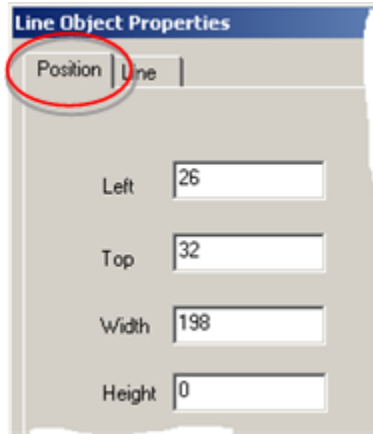 Line Object Properties
Position Line
Left 26
Top 32
Width 198
Height 0